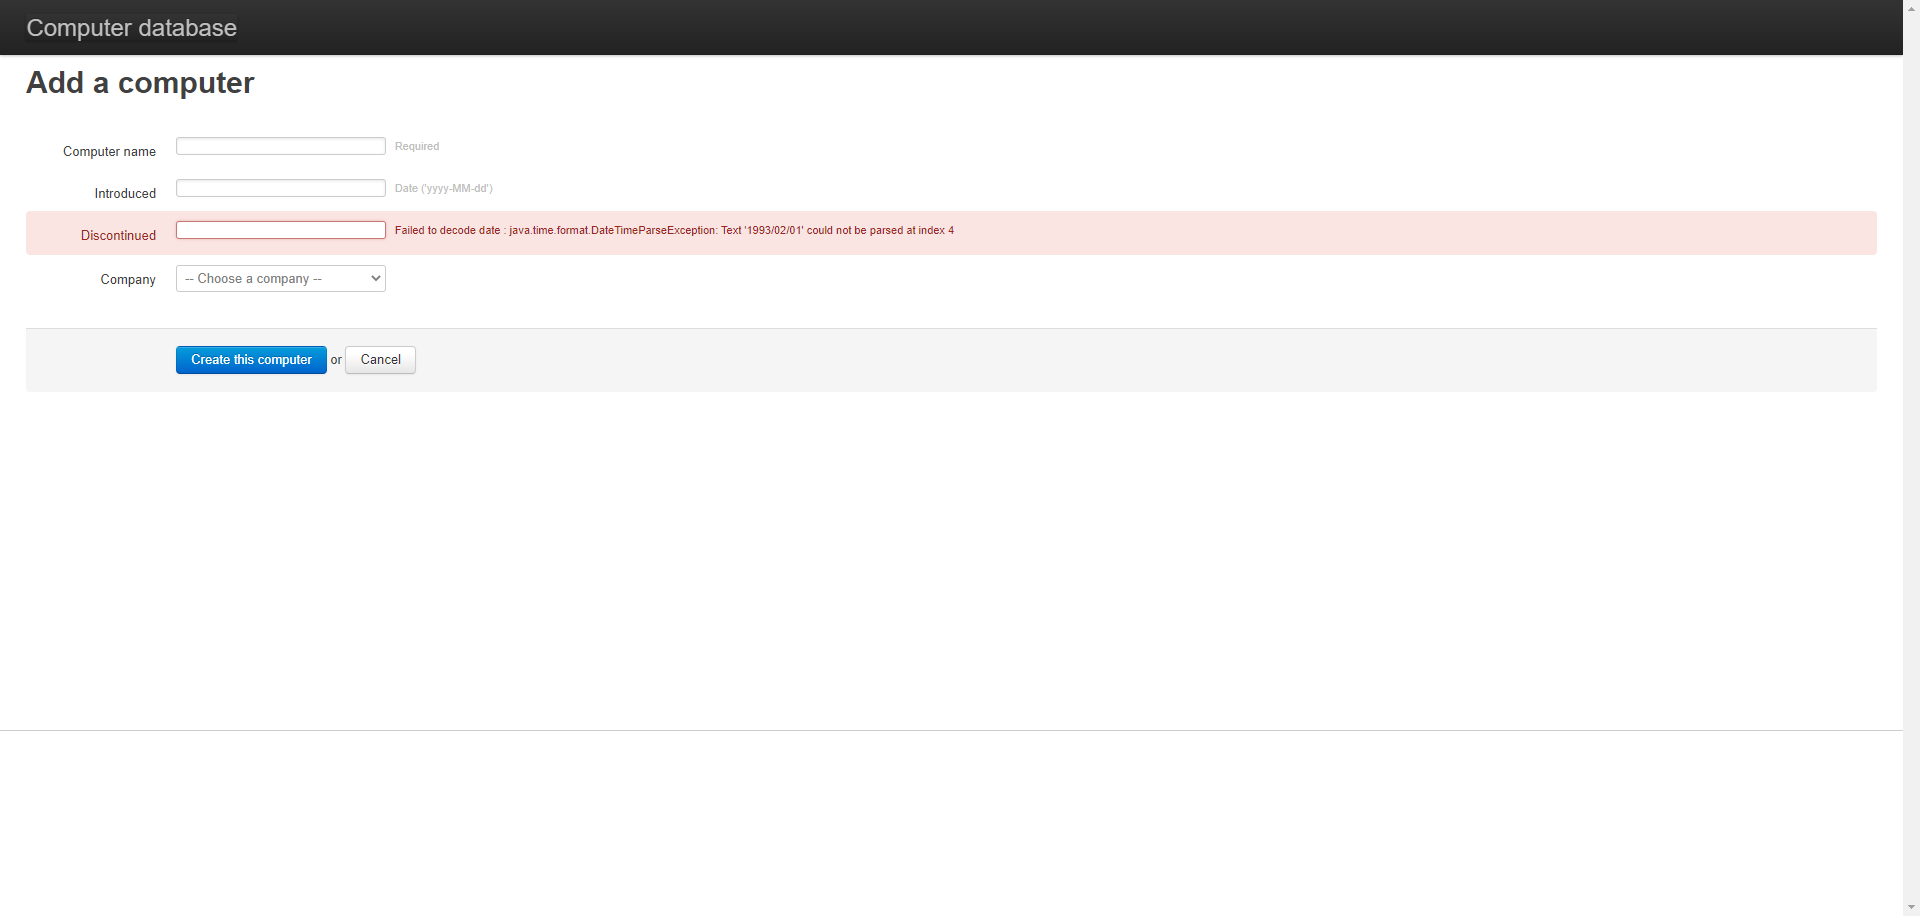 Computer database
Add a computer
Computer name Required
Introduced Date ('yyyy-MM-dd')
Discontinued Failed to decode date : java.time.format.DateTimeParseException: Text '1993/02/01' could not be parsed at index 4
Company -- Choose a company --
Create this computer or Cancel